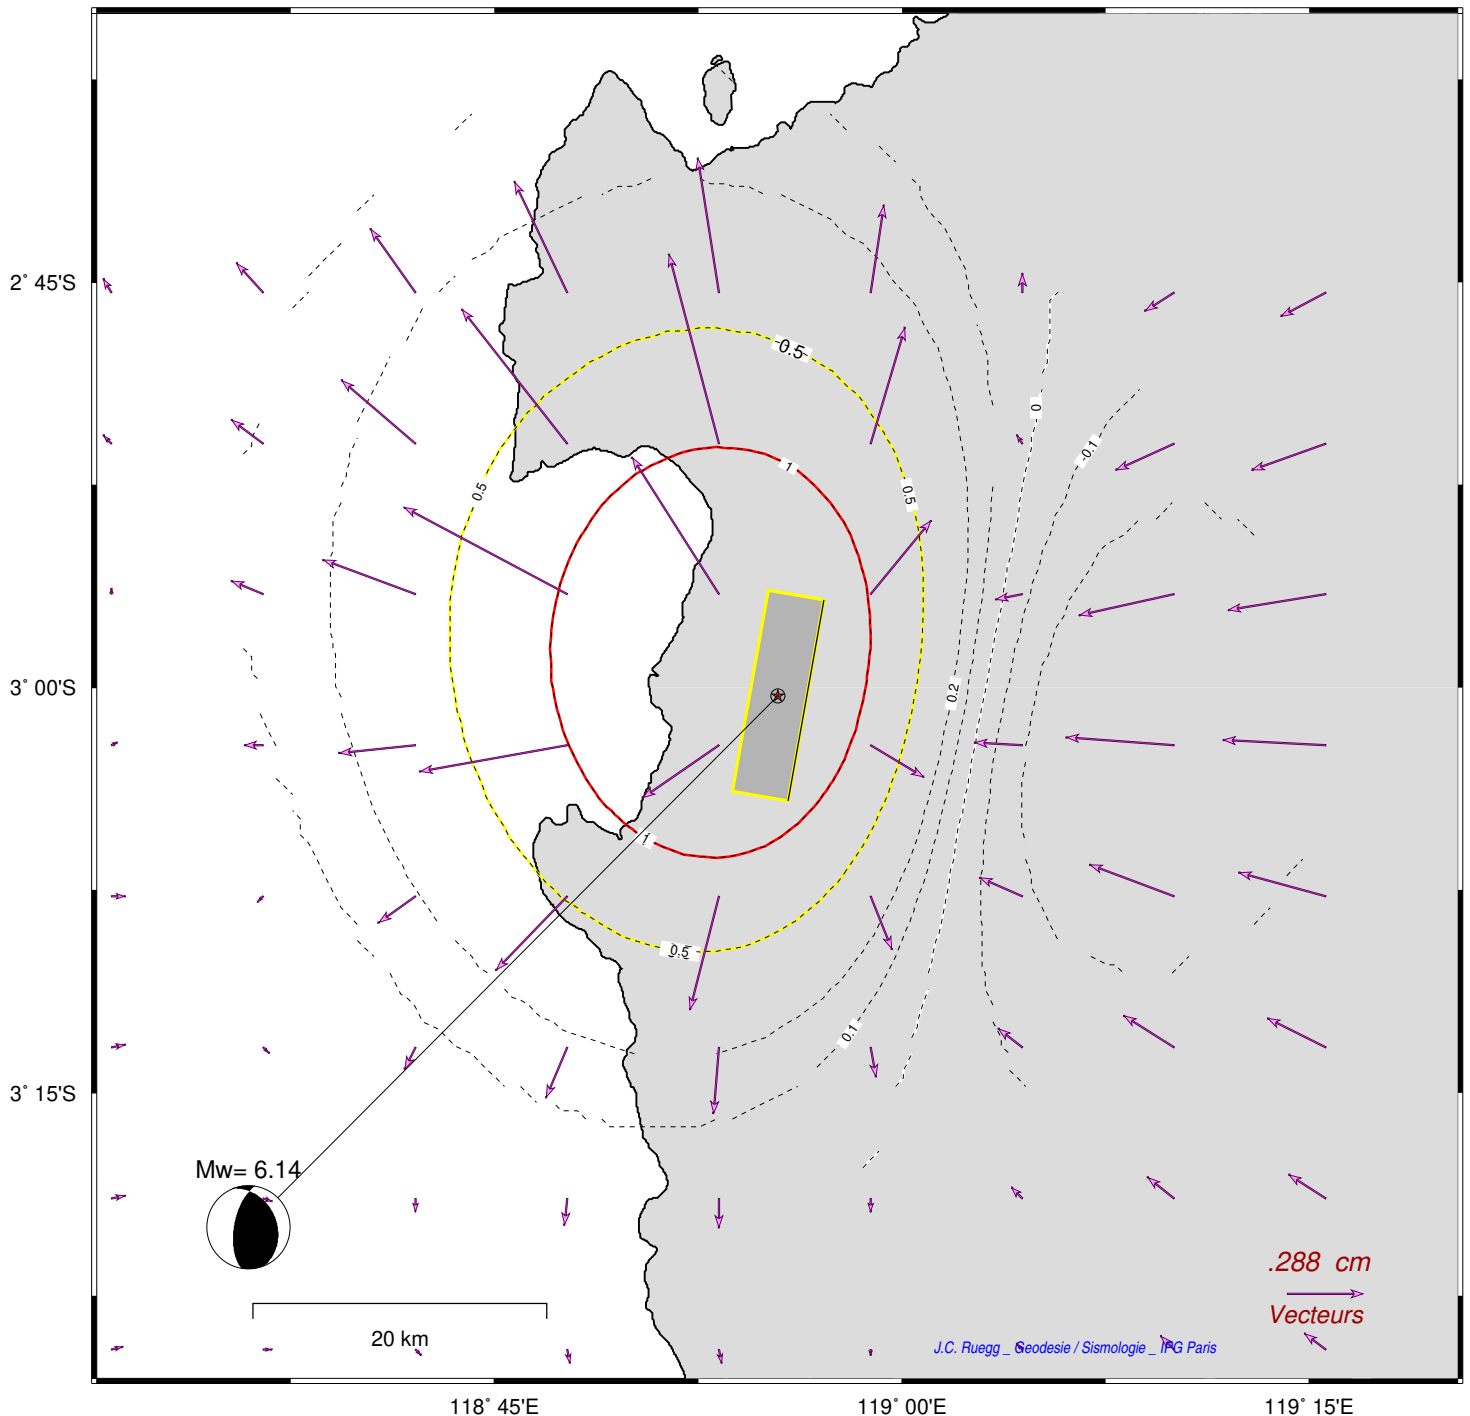 2° 45'S
3° 00'S
3° 15'S
118° 45'E
119° 00'E
119° 15'E
0.5
0.5
0.5
0.5
1
1
0
-0.1
0.2
0.1
Mw= 6.14
20 km
.288 cm
Vecteurs
J.C. Ruegg _ Geodesie / Sismologie _ IPG Paris